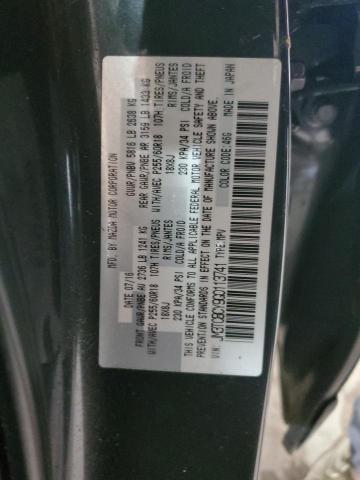 MFD. BY MAZDA MOTOR CORPORATION
DATE: 07/16 GVWR/PNBV 5816 LB 2638 KG
FRONT GAWR/PNBE AV 2736 LB 1241 KG REAR GAWR/PNBE AR 3159 LB 1433 KG
WITH/AVEC P255/60R18 107H TIRES/PNEUS WITH/AVEC P255/60R18 107H TIRES/PNEUS
18X8J RIMS/JANTES 18X8J RIMS/JANTES
230 KPA/34 PSI COLD/A FROID 230 KPA/34 PSI COLD/A FROID
THIS VEHICLE CONFORMS TO ALL APPLICABLE FEDERAL MOTOR VEHICLE SAFETY AND THEFT
PREVENTION STANDARDS IN EFFECT ON THE DATE OF MANUFACTURE SHOWN ABOVE.
COLOR CODE: 46G MADE IN JAPAN
VIN: TYPE: MPV